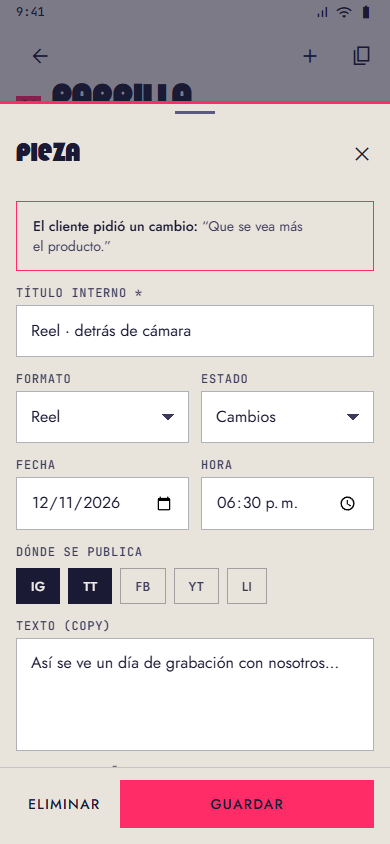 9:41
PARRILLA
PIEZA
El cliente pidió un cambio: “Que se vea más
el producto.”
TÍTULO INTERNO *
Reel · detrás de cámara
FORMATO
ESTADO
Reel
Cambios
FECHA
HORA
12/11/2026
06:30 p.m.
DÓNDE SE PUBLICA
IG TT FB YT LI
TEXTO (COPY)
Así se ve un día de grabación con nosotros...
ELIMINAR
GUARDAR